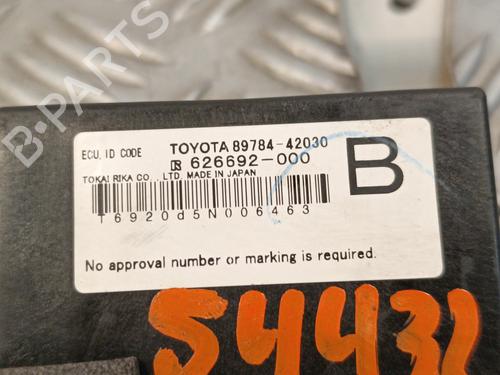 B-PARTS
ECU, ID CODE TOYOTA 89784-42030
626692-000
TOKAI RIKA CO., LTD. MADE IN JAPAN
B
T6920d5N006463
No approval number or marking is required.
S4431